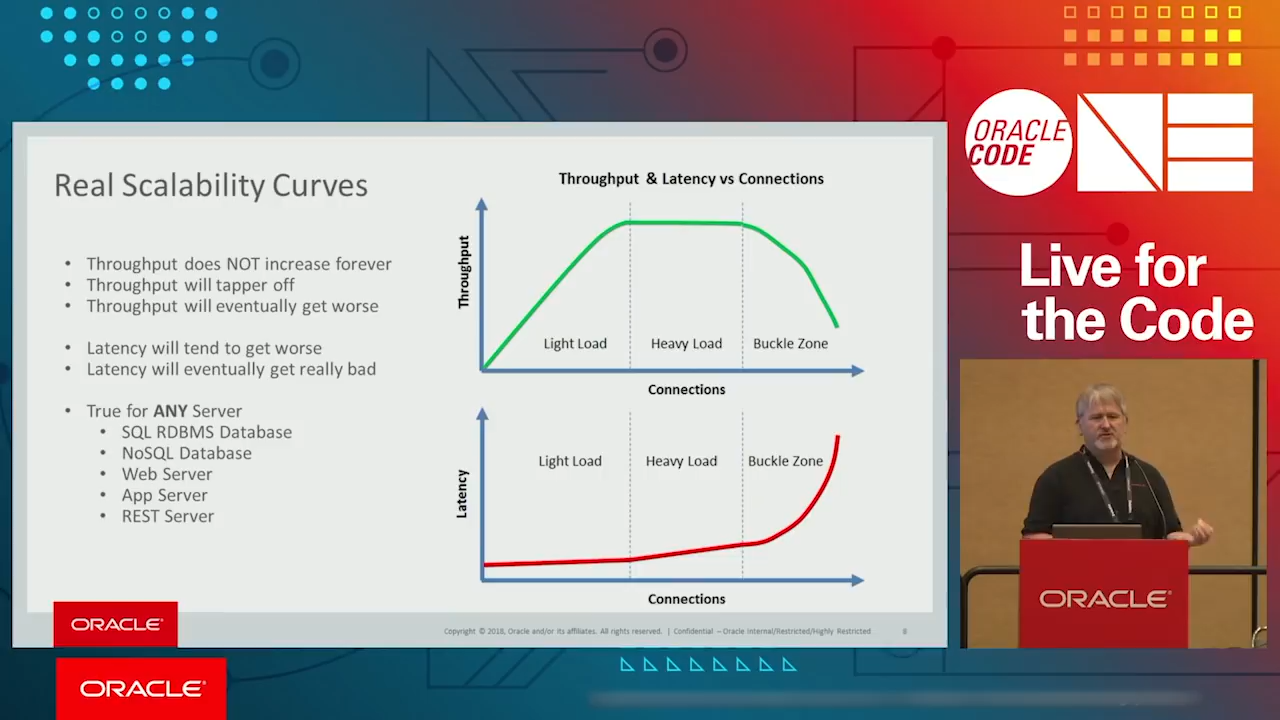 Real Scalability Curves
• Throughput does NOT increase forever
• Throughput will tapper off
• Throughput will eventually get worse
• Latency will tend to get worse
• Latency will eventually get really bad
• True for ANY Server
• SQL RDBMS Database
• NoSQL Database
• Web Server
• App Server
• REST Server
Throughput & Latency vs Connections
Throughput
Light Load
Heavy Load
Buckle Zone
Connections
Latency
Light Load
Heavy Load
Buckle Zone
Connections
ORACLE
Copyright © 2018, Oracle and/or its affiliates. All rights reserved. | Confidential – Oracle Internal/Restricted/Highly Restricted
8
ORACLE
ORACLE
CODE
ONE
Live for
the Code
ORACLE